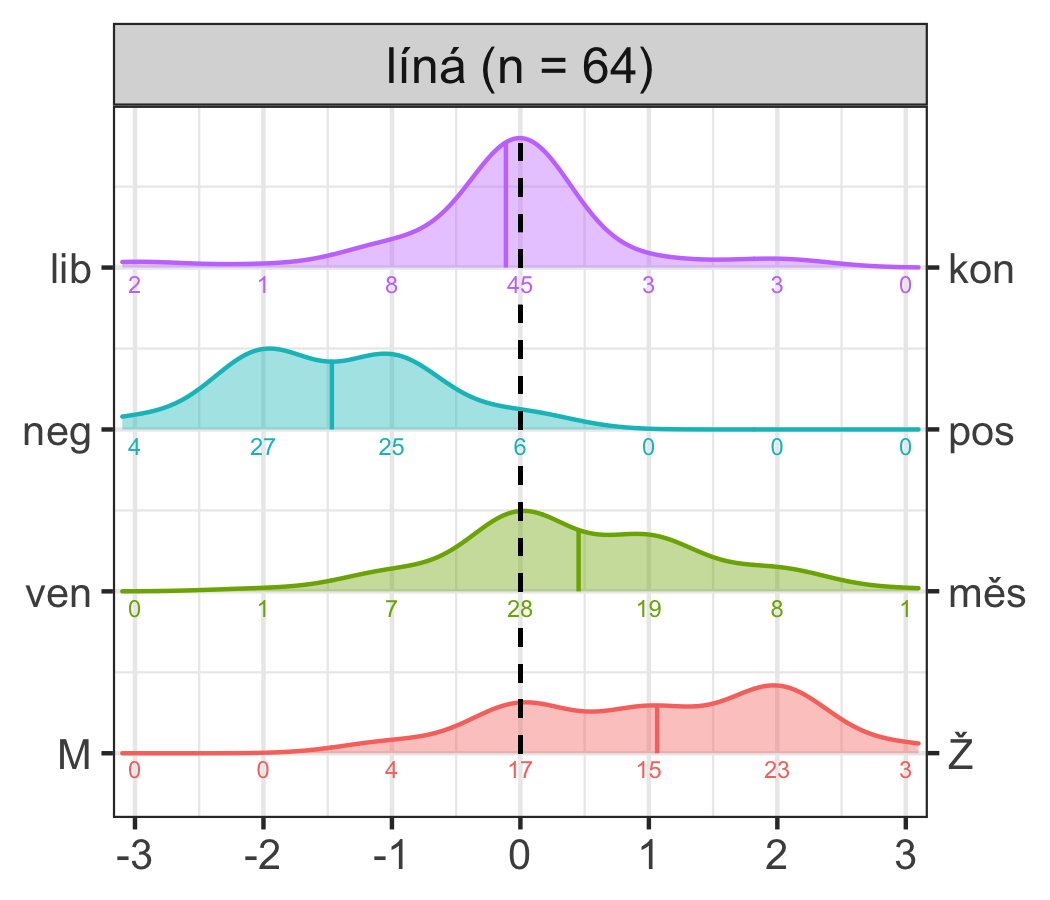 líná (n = 64)
lib kon
2 1 8 45 3 3 0
neg pos
4 27 25 6 0 0 0
ven měs
0 1 7 28 19 8 1
M Ž
0 0 4 17 15 23 3
-3 -2 -1 0 1 2 3